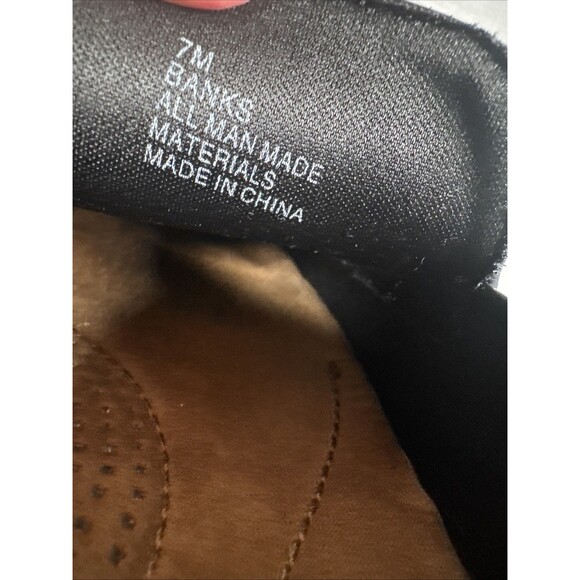 7M
BANKS
ALL MAN MADE
MATERIALS
MADE IN CHINA